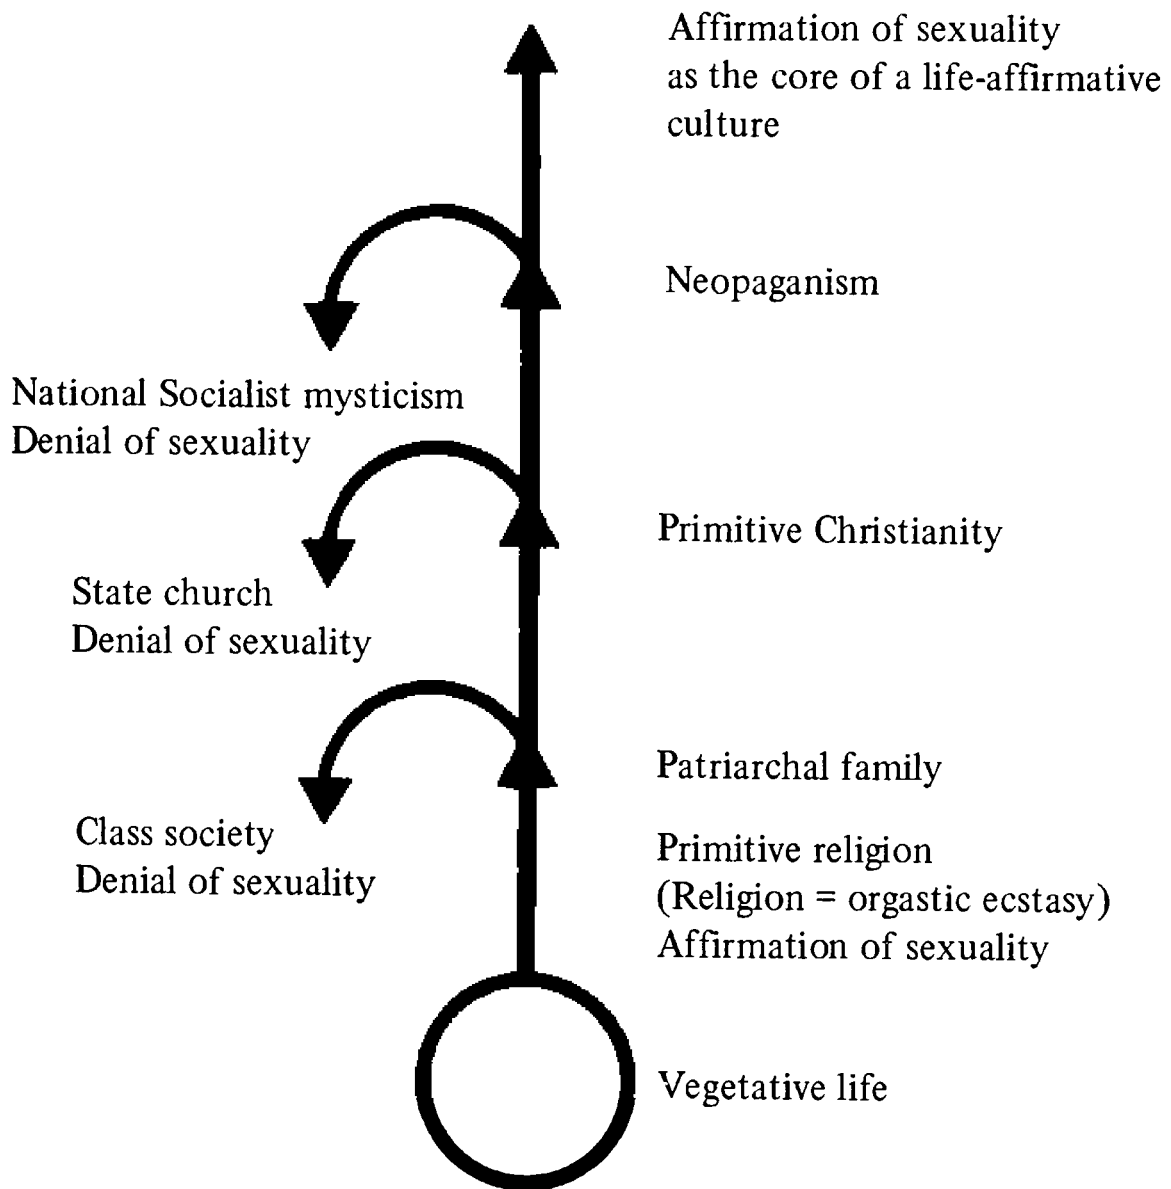 Affirmation of sexuality
as the core of a life-affirmative
culture
Neopaganism
National Socialist mysticism
Denial of sexuality
Primitive Christianity
State church
Denial of sexuality
Patriarchal family
Class society
Denial of sexuality
Primitive religion
(Religion = orgastic ecstasy)
Affirmation of sexuality
Vegetative life